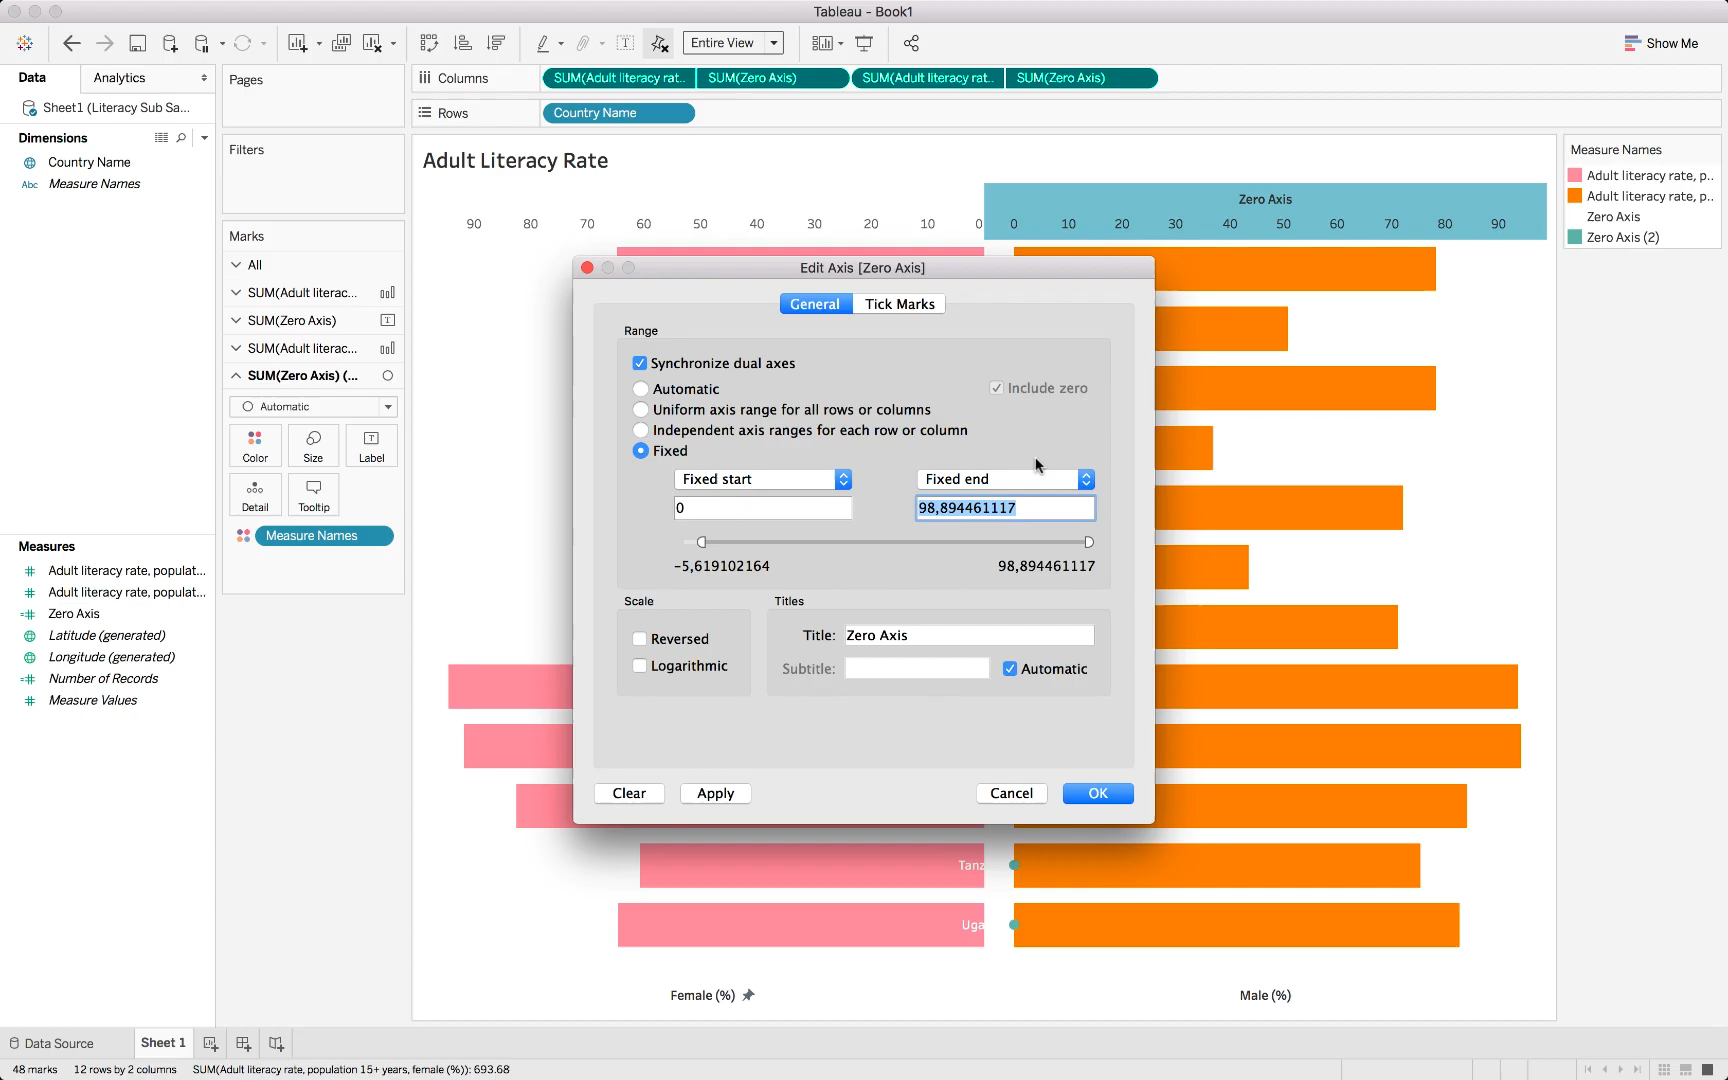 Tableau - Book1
Entire View
Show Me
Data
Analytics
Pages
Columns
SUM(Adult literacy rat..
SUM(Zero Axis)
SUM(Adult literacy rat..
SUM(Zero Axis)
Sheet1 (Literacy Sub Sa...
Rows
Country Name
Dimensions
Country Name
Abc Measure Names
Filters
Marks
All
SUM(Adult literac...
SUM(Zero Axis)
SUM(Adult literac...
SUM(Zero Axis) (...
Automatic
Color
Size
Label
Detail
Tooltip
Measure Names
Measures
Adult literacy rate, populat...
Adult literacy rate, populat...
Zero Axis
Latitude (generated)
Longitude (generated)
Number of Records
Measure Values
Adult Literacy Rate
Zero Axis
90 80 70 60 50 40 30 20 10 0
0 10 20 30 40 50 60 70 80 90
Edit Axis [Zero Axis]
General
Tick Marks
Range
Synchronize dual axes
Automatic
Include zero
Uniform axis range for all rows or columns
Independent axis ranges for each row or column
Fixed
Fixed start
Fixed end
0
98,894461117
-5,619102164
98,894461117
Scale
Titles
Reversed
Logarithmic
Title: Zero Axis
Subtitle:
Automatic
Clear
Apply
Cancel
OK
Tanz
Uga
Female (%)
Male (%)
Measure Names
Adult literacy rate, p..
Adult literacy rate, p..
Zero Axis
Zero Axis (2)
Data Source
Sheet 1
48 marks
12 rows by 2 columns
SUM(Adult literacy rate, population 15+ years, female (%)): 693.68